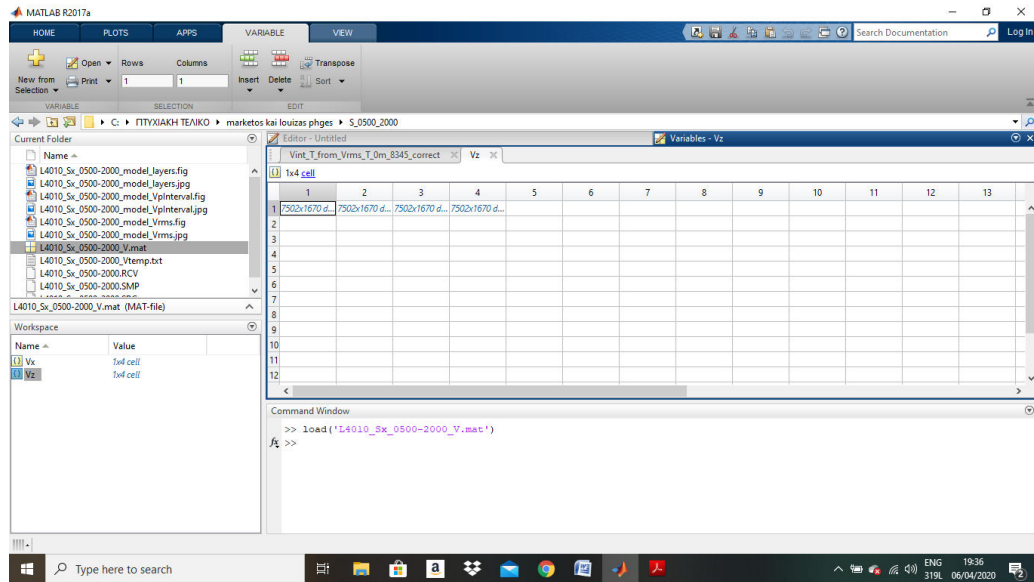 MATLAB R2017a
HOME PLOTS APPS VARIABLE VIEW Search Documentation Log In
New from Selection Open Rows Columns Insert Delete Transpose
Print 1 1 Sort
VARIABLE SELECTION EDIT
C: ΠΤΥΧΙΑΚΗ ΤΕΛΙΚΟ marketos kai louizas phges S_0500_2000
Current Folder Editor - Untitled Variables - Vz
Name Vint_T_from_Vrms_T_0m_8345_correct Vz
L4010_Sx_0500-2000_model_layers.fig 1x4 cell
L4010_Sx_0500-2000_model_layers.jpg
L4010_Sx_0500-2000_model_VpInterval.fig 1 2 3 4 5 6 7 8 9 10 11 12 13
L4010_Sx_0500-2000_model_VpInterval.jpg 1 7502x1670 d... 7502x1670 d... 7502x1670 d... 7502x1670 d...
L4010_Sx_0500-2000_model_Vrms.fig 2
L4010_Sx_0500-2000_model_Vrms.jpg 3
L4010_Sx_0500-2000_V.mat 4
L4010_Sx_0500-2000_Vtemp.txt 5
L4010_Sx_0500-2000.RCV 6
L4010_Sx_0500-2000.SMP 7
L4010_Sx_0500-2000_V.mat (MAT-file) 8
Workspace 9
Name Value 10
Vx 1x4 cell 11
Vz 1x4 cell 12
Command Window
>> load('L4010_Sx_0500-2000_V.mat')
fx >>
Type here to search ENG 19:36
319L 06/04/2020